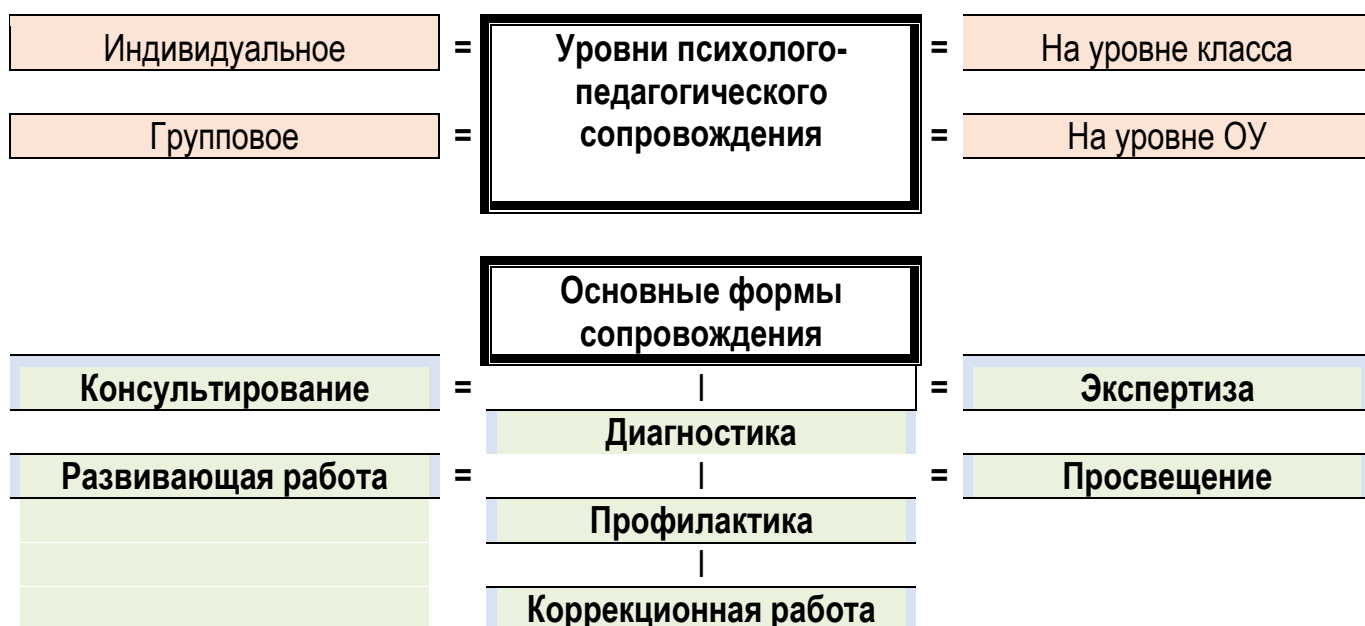 Индивидуальное = Уровни психолого- = На уровне класса
педагогического
Групповое = сопровождения = На уровне ОУ
Основные формы
сопровождения
Консультирование = | = Экспертиза
Диагностика
Развивающая работа = | = Просвещение
Профилактика
|
Коррекционная работа